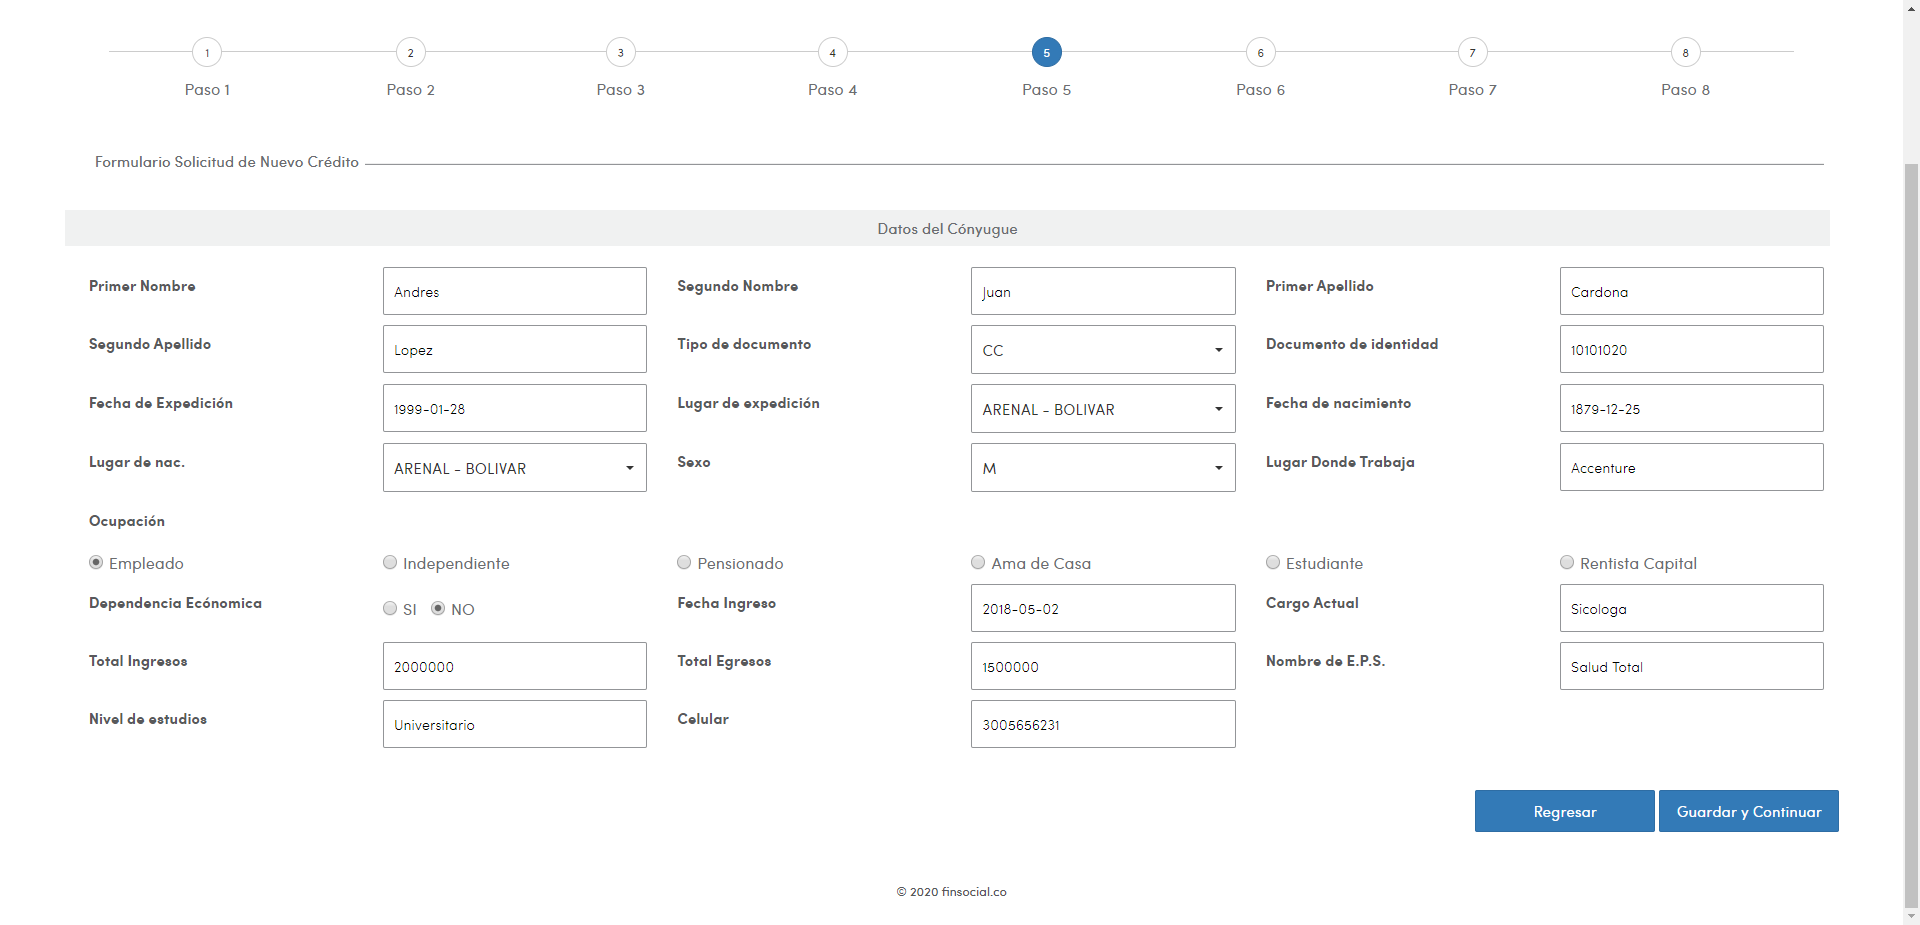 1 2 3 4 5 6 7 8
Paso 1 Paso 2 Paso 3 Paso 4 Paso 5 Paso 6 Paso 7 Paso 8
Formulario Solicitud de Nuevo Crédito
Datos del Cónyugue
Primer Nombre Andres Segundo Nombre Juan Primer Apellido Cardona
Segundo Apellido Lopez Tipo de documento CC Documento de identidad 10101020
Fecha de Expedición 1999-01-28 Lugar de expedición ARENAL - BOLIVAR Fecha de nacimiento 1879-12-25
Lugar de nac. ARENAL - BOLIVAR Sexo M Lugar Donde Trabaja Accenture
Ocupación
Empleado Independiente Pensionado Ama de Casa Estudiante Rentista Capital
Dependencia Ecónomica SI NO Fecha Ingreso 2018-05-02 Cargo Actual Sicologa
Total Ingresos 2000000 Total Egresos 1500000 Nombre de E.P.S. Salud Total
Nivel de estudios Universitario Celular 3005656231
Regresar Guardar y Continuar
© 2020 finsocial.co